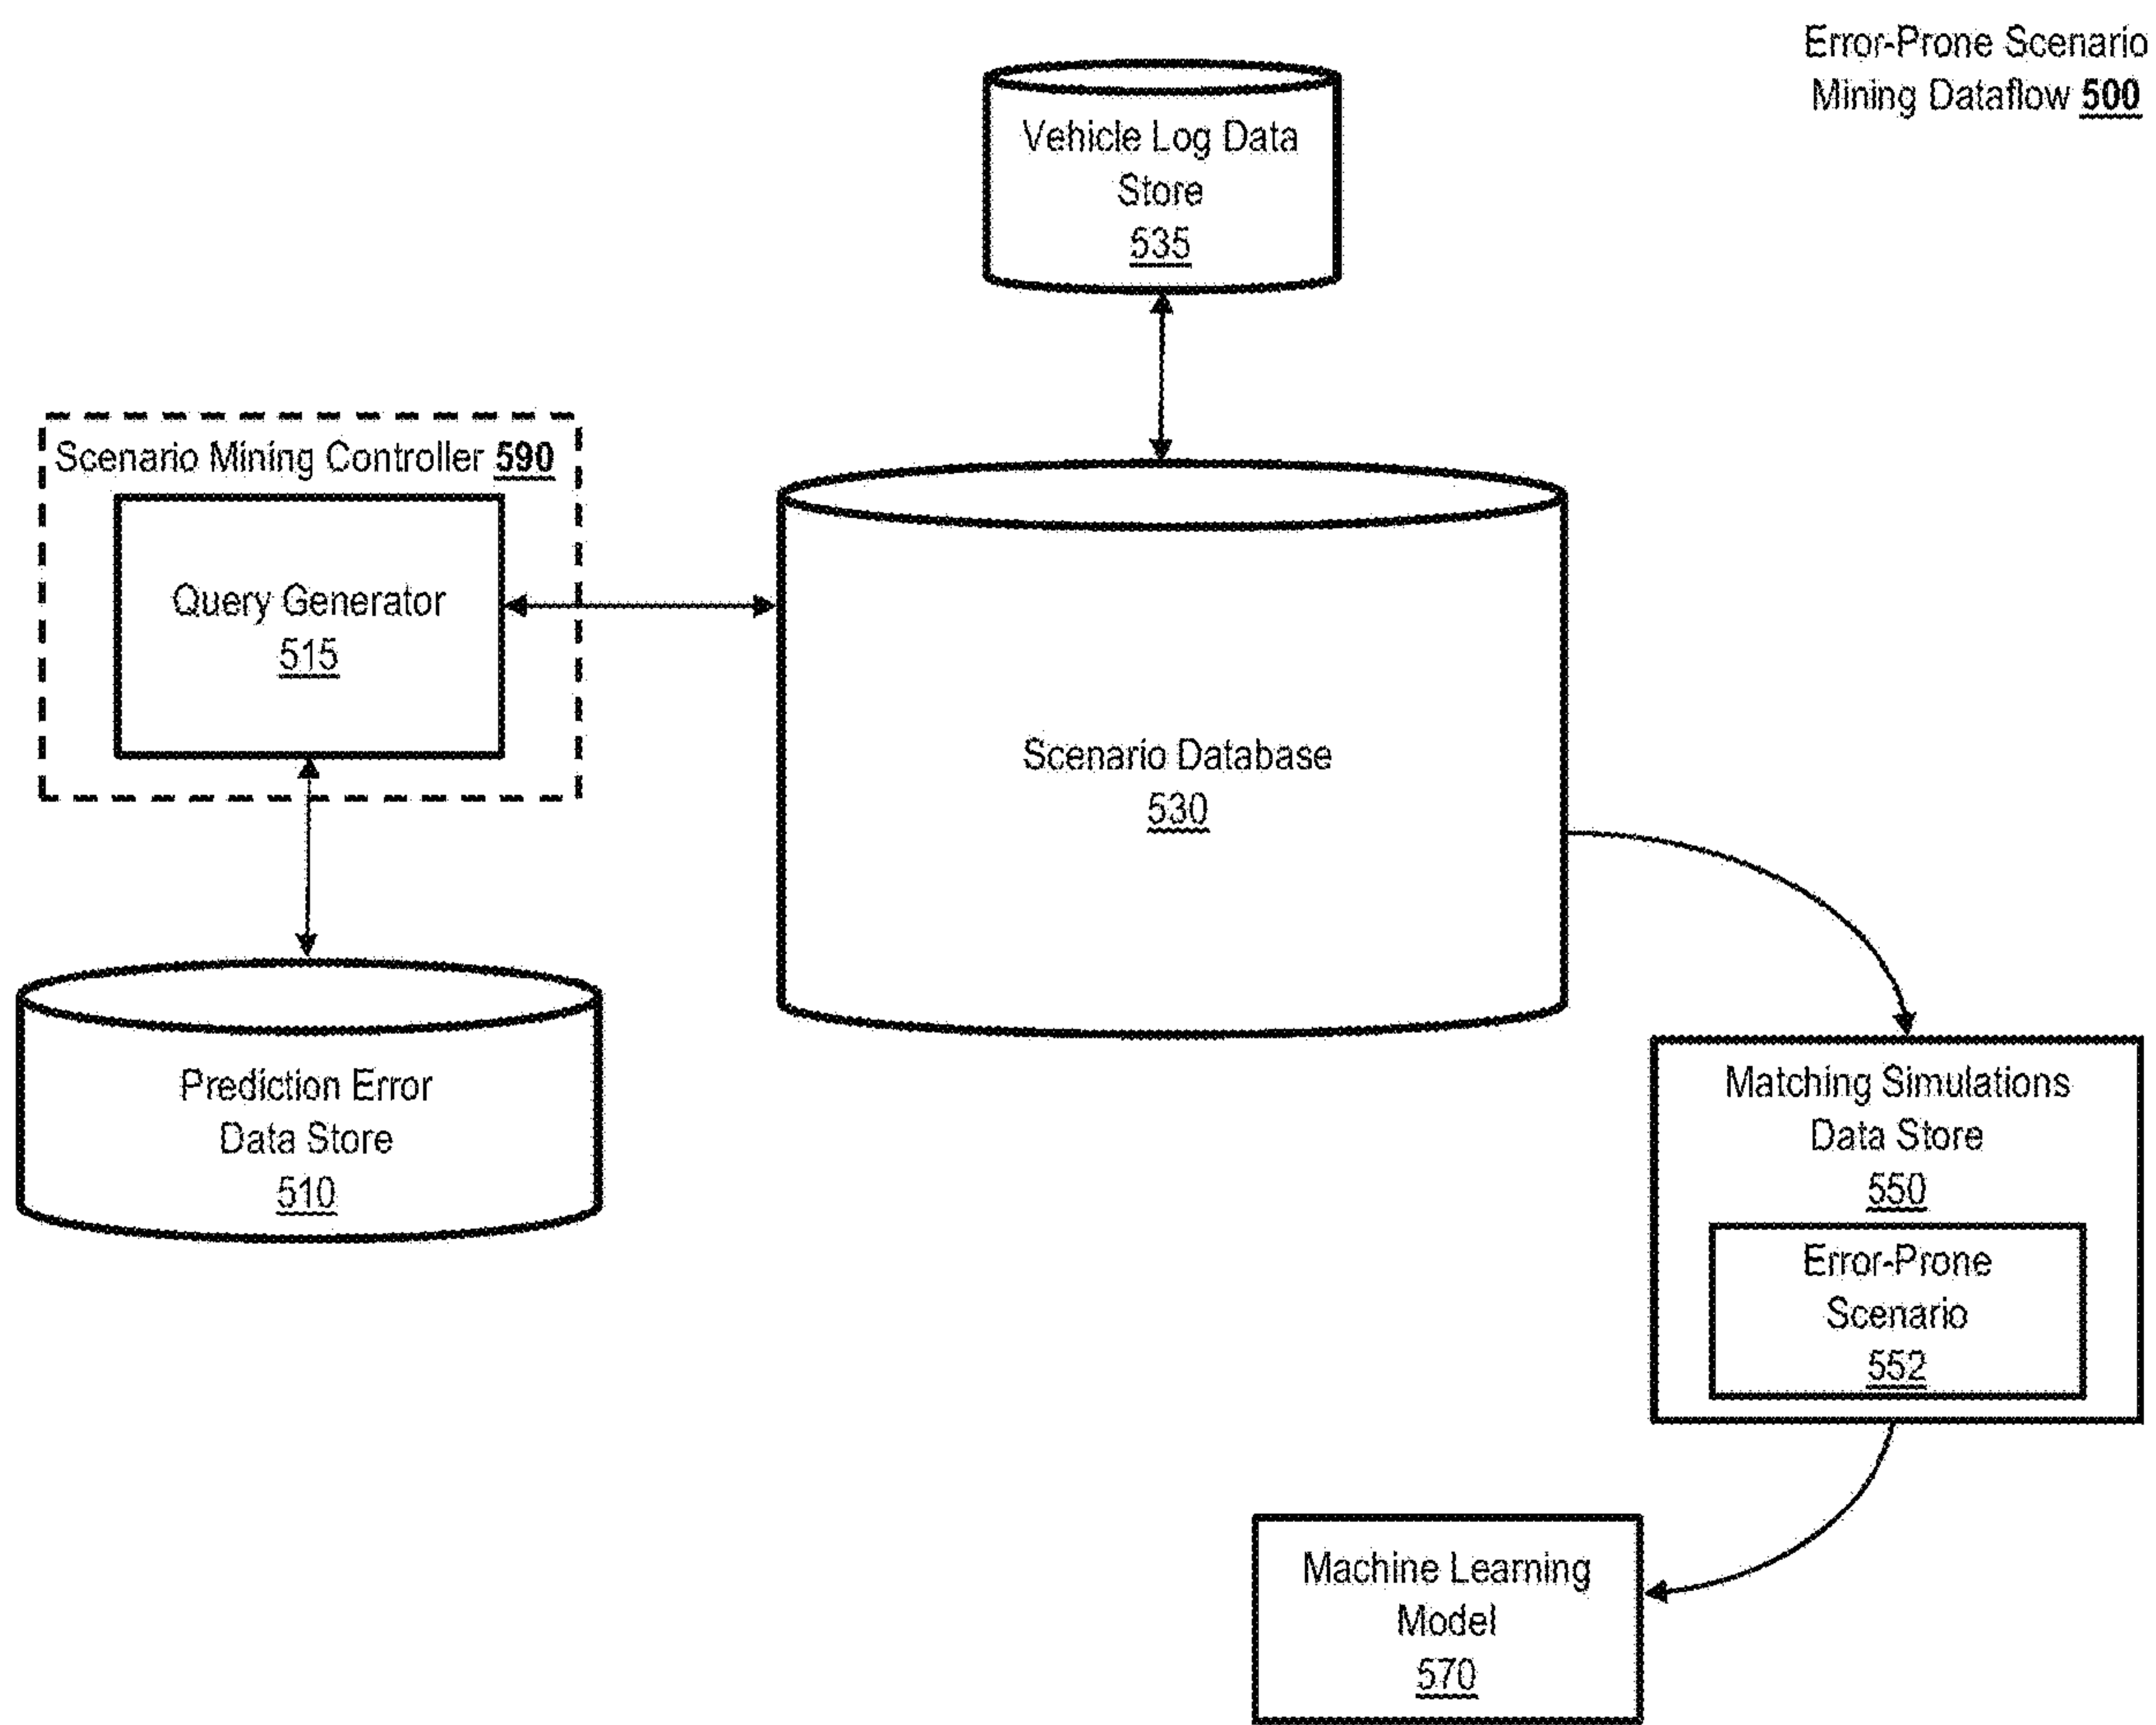 Error-Prone Scenario
Mining Dataflow 500
Vehicle Log Data
Store
535
Scenario Mining Controller 590
Query Generator
515
Scenario Database
530
Prediction Error
Data Store
510
Matching Simulations
Data Store
550
Error-Prone
Scenario
552
Machine Learning
Model
570